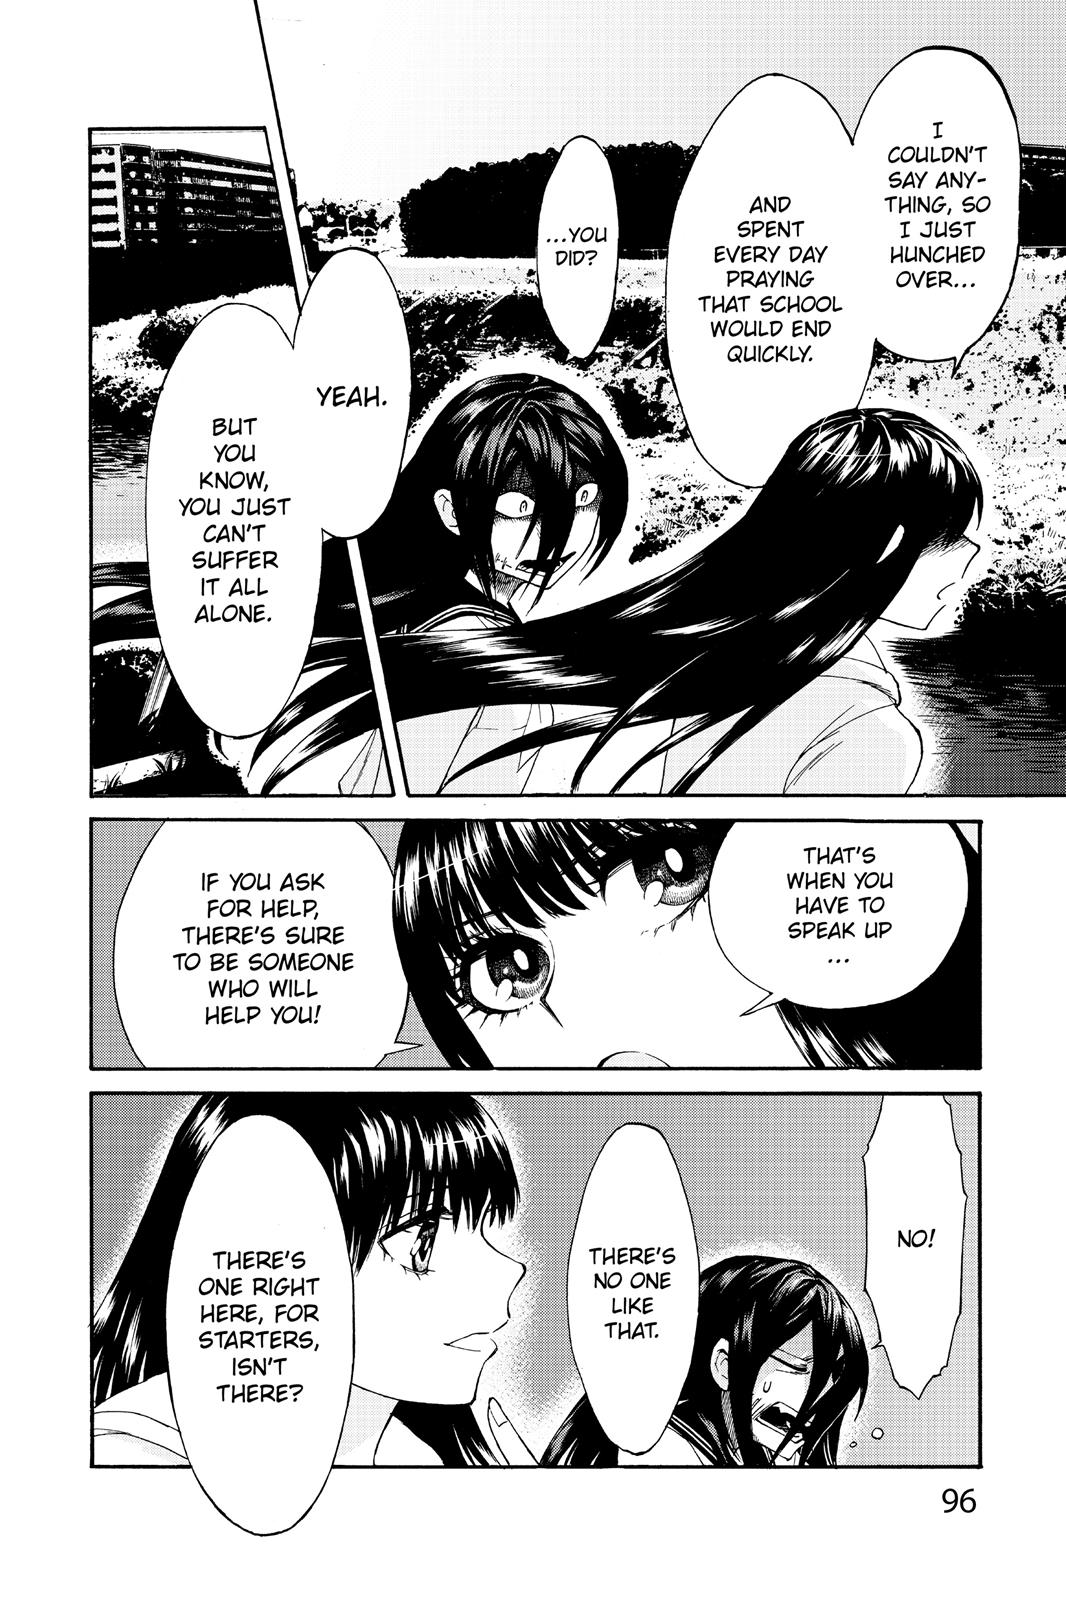 I
COULDN'T
SAY ANY-
THING, SO
I JUST
HUNCHED
OVER...
AND
SPENT
EVERY DAY
PRAYING
THAT SCHOOL
WOULD END
QUICKLY.
...YOU
DID?
YEAH.
BUT
YOU
KNOW,
YOU JUST
CAN'T
SUFFER
IT ALL
ALONE.
THAT'S
WHEN YOU
HAVE TO
SPEAK UP
...
IF YOU ASK
FOR HELP,
THERE'S SURE
TO BE SOMEONE
WHO WILL
HELP YOU!
NO!
THERE'S
NO ONE
LIKE
THAT.
THERE'S
ONE RIGHT
HERE, FOR
STARTERS,
ISN'T
THERE?
96